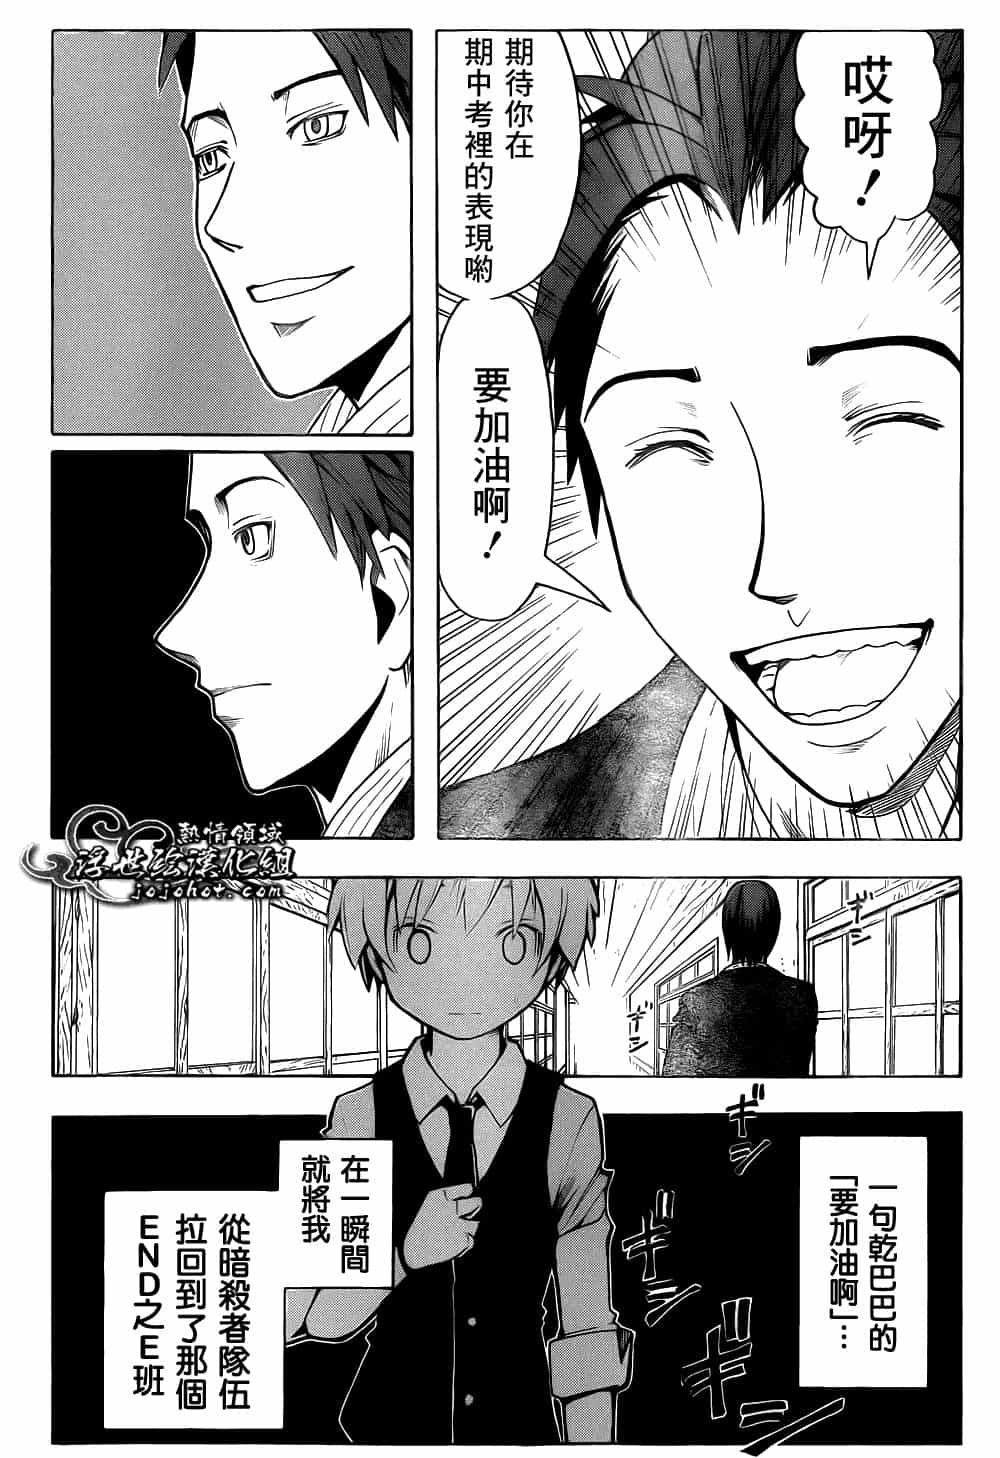 哎呀！
期待你在
期中考裡的表現喲
要加油啊！
熱情領域
浮世绘漢化組
jojohot.com
ギシ
ギシ
ギシ
ギシ
ギシ
一句乾巴巴的
「要加油啊」…
在一瞬間
就將我
從暗殺者隊伍
拉回到了那個
END之E班